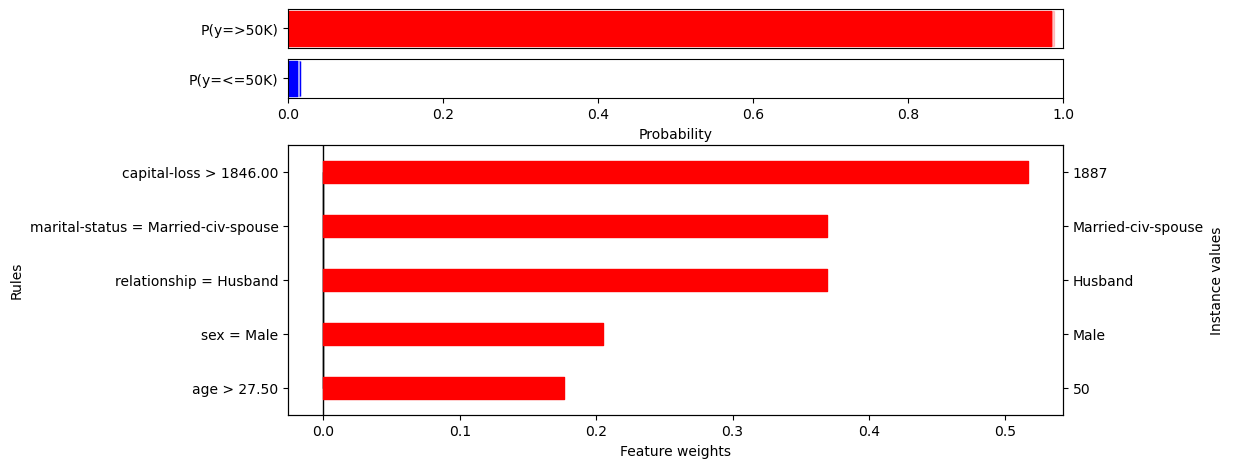 P(y=>50K)
P(y=<=50K)
0.0 0.2 0.4 0.6 0.8 1.0
Probability
capital-loss > 1846.00 1887
marital-status = Married-civ-spouse Married-civ-spouse
relationship = Husband Husband
sex = Male Male
age > 27.50 50
Rules
Instance values
0.0 0.1 0.2 0.3 0.4 0.5
Feature weights